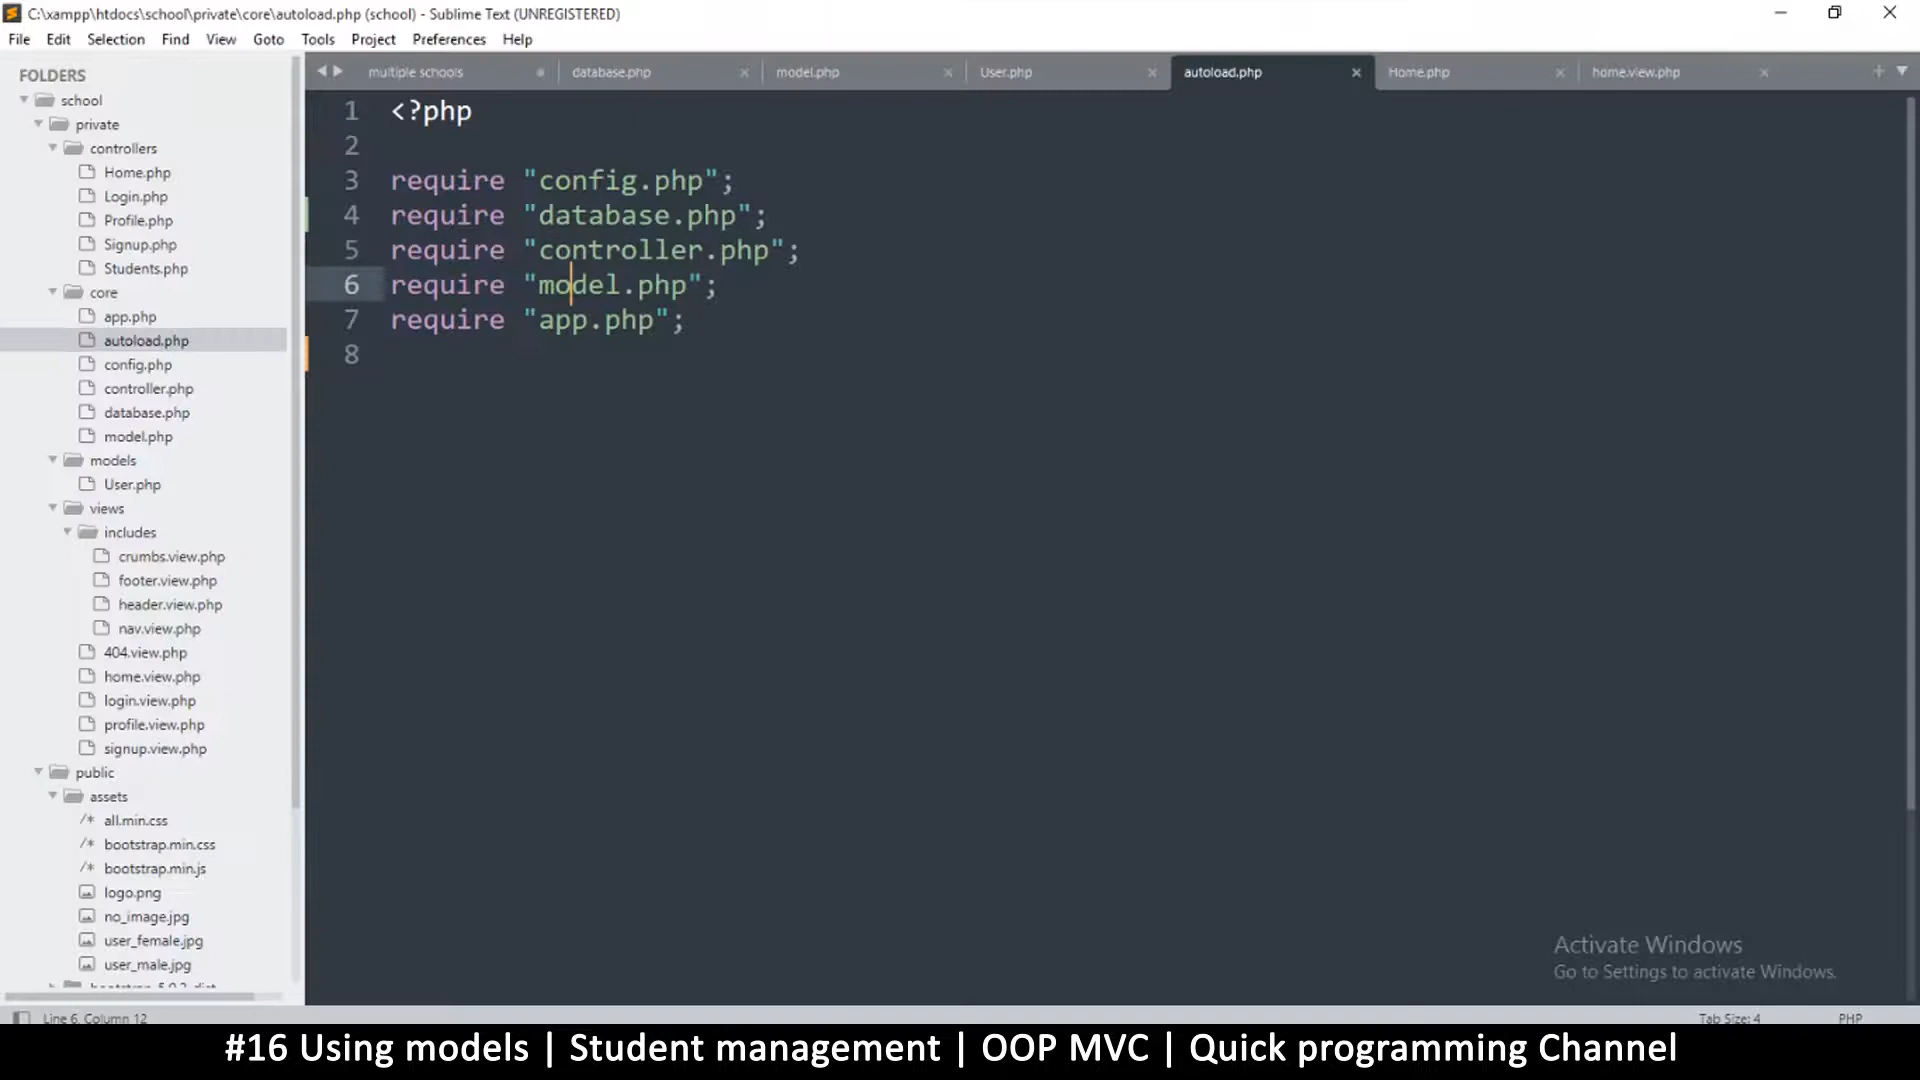 C:\xampp\htdocs\school\private\core\autoload.php (school) - Sublime Text (UNREGISTERED)
File Edit Selection Find View Goto Tools Project Preferences Help
FOLDERS
school
private
controllers
Home.php
Login.php
Profile.php
Signup.php
Students.php
core
app.php
autoload.php
config.php
controller.php
database.php
model.php
models
User.php
views
includes
crumbs.view.php
footer.view.php
header.view.php
nav.view.php
404.view.php
home.view.php
login.view.php
profile.view.php
signup.view.php
public
assets
/* all.min.css
/* bootstrap.min.css
/* bootstrap.min.js
logo.png
no_image.jpg
user_female.jpg
user_male.jpg
multiple schools database.php model.php User.php autoload.php Home.php home.view.php
1 <?php
2
3 require "config.php";
4 require "database.php";
5 require "controller.php";
6 require "model.php";
7 require "app.php";
8
Activate Windows
Go to Settings to activate Windows.
Line 6, Column 12 Tab Size: 4 PHP
#16 Using models | Student management | OOP MVC | Quick programming Channel